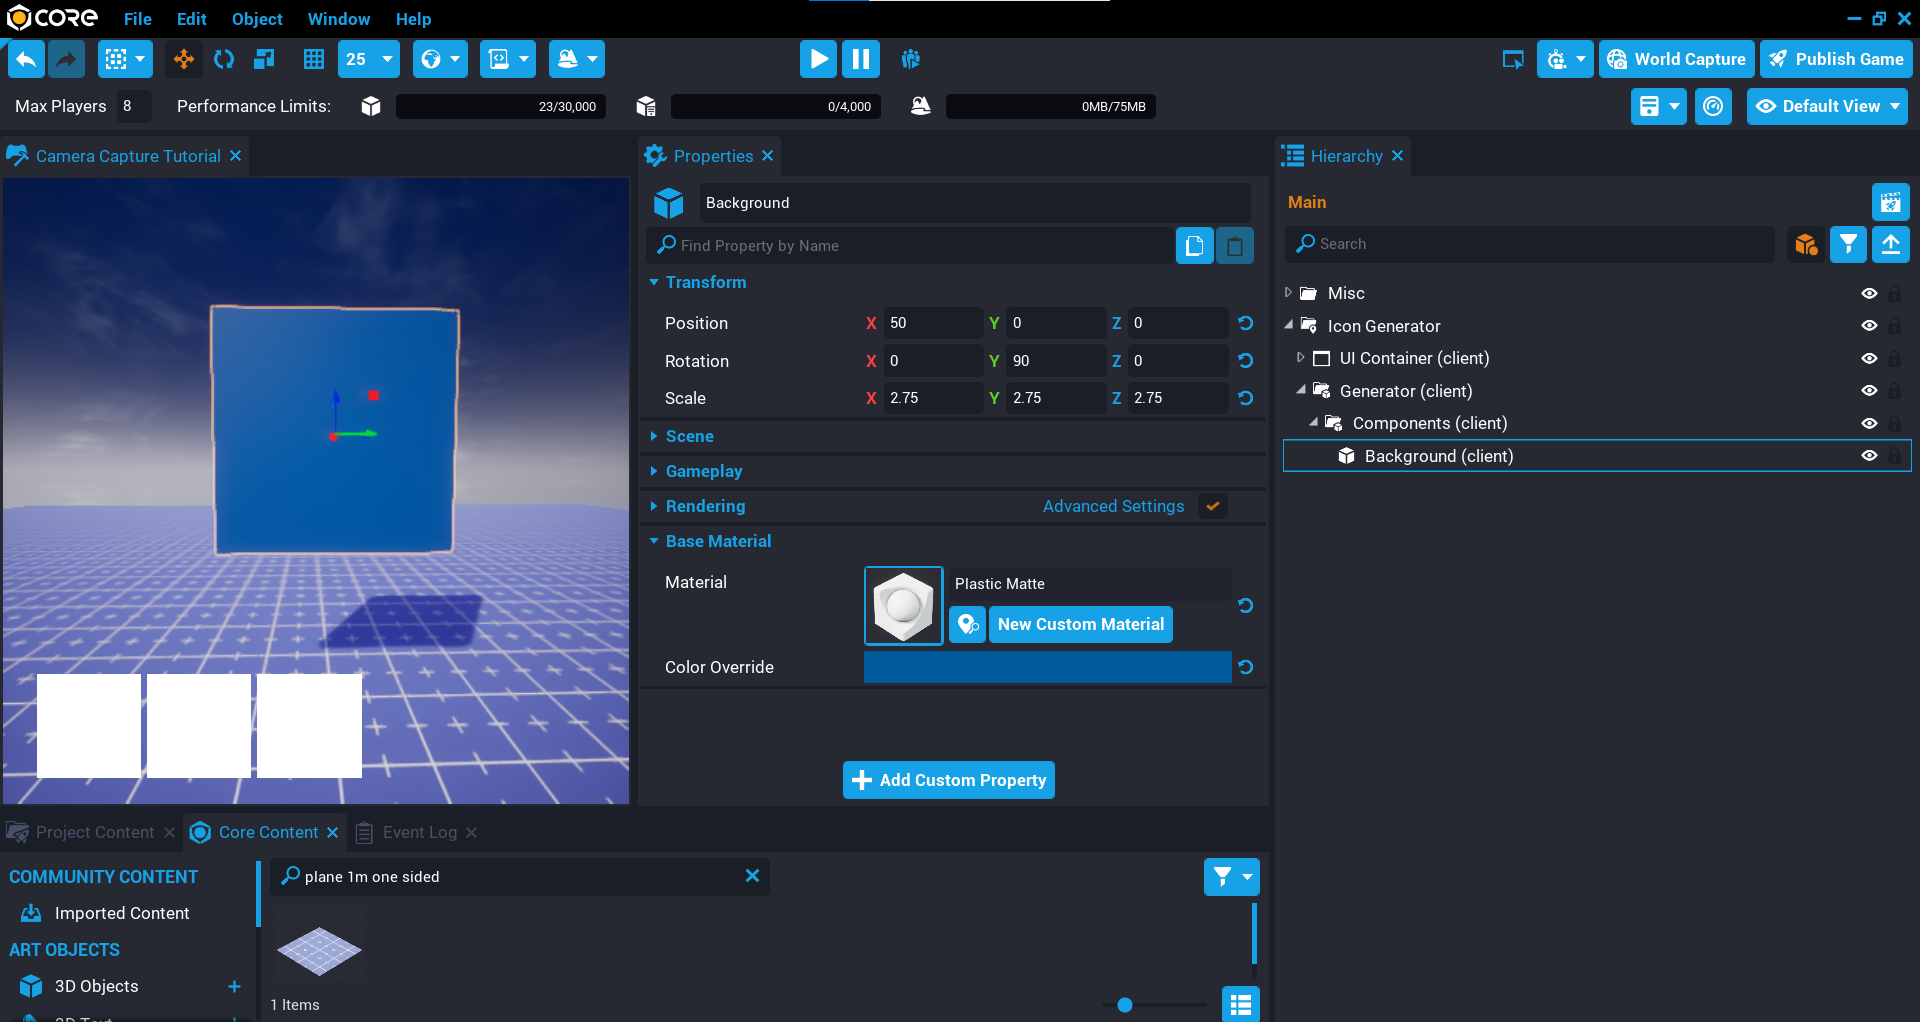 CORE
File Edit Object Window Help
25
World Capture
Publish Game
Max Players 8
Performance Limits:
23/30,000
0/4,000
0MB/75MB
Default View
Camera Capture Tutorial
Properties
Background
Find Property by Name
Transform
Position X 50 Y 0 Z 0
Rotation X 0 Y 90 Z 0
Scale X 2.75 Y 2.75 Z 2.75
Scene
Gameplay
Rendering Advanced Settings
Base Material
Material
Plastic Matte
New Custom Material
Color Override
Add Custom Property
Hierarchy
Main
Search
Misc
Icon Generator
UI Container (client)
Generator (client)
Components (client)
Background (client)
Project Content
Core Content
Event Log
COMMUNITY CONTENT
Imported Content
ART OBJECTS
3D Objects
3D Text
plane 1m one sided
1 Items